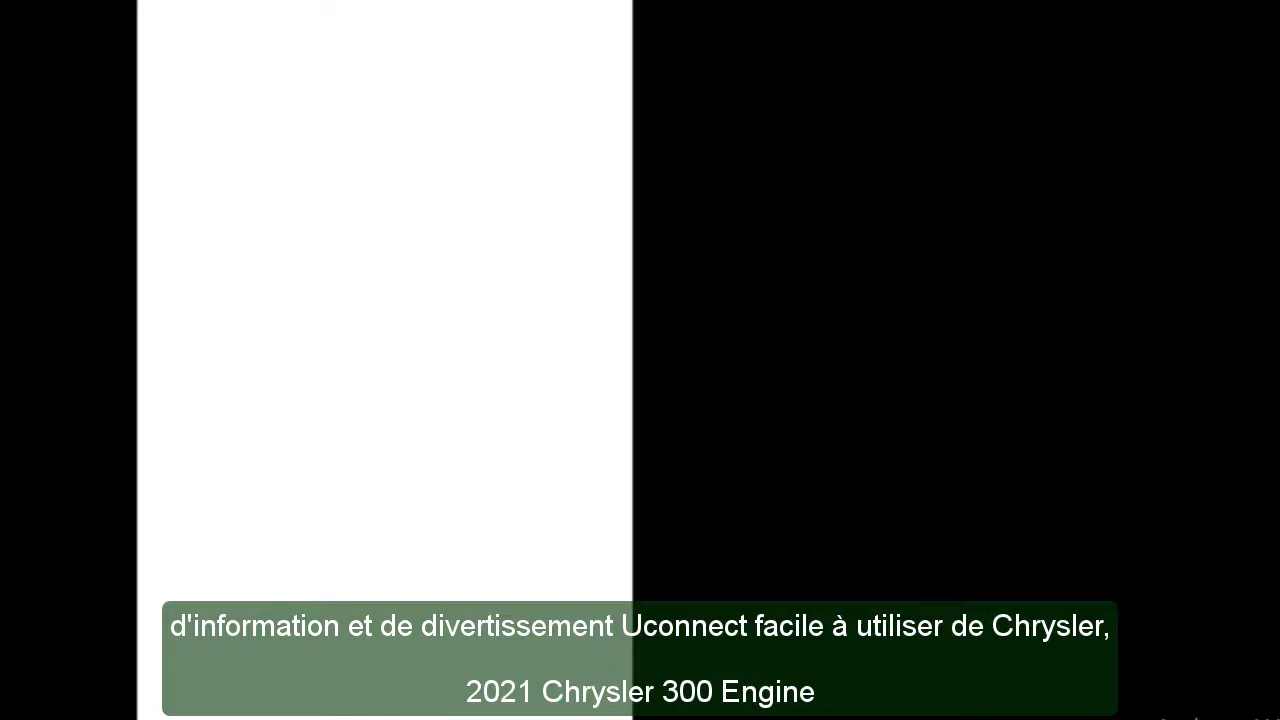 d'information et de divertissement Uconnect facile à utiliser de Chrysler,
2021 Chrysler 300 Engine